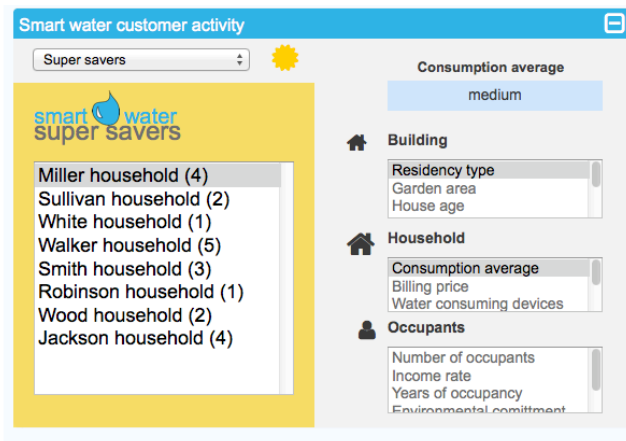 Smart water customer activity
Super savers
smart water
super savers
Miller household (4)
Sullivan household (2)
White household (1)
Walker household (5)
Smith household (3)
Robinson household (1)
Wood household (2)
Jackson household (4)
Consumption average
medium
Building
Residency type
Garden area
House age
Household
Consumption average
Billing price
Water consuming devices
Occupants
Number of occupants
Income rate
Years of occupancy
Environmental comittment